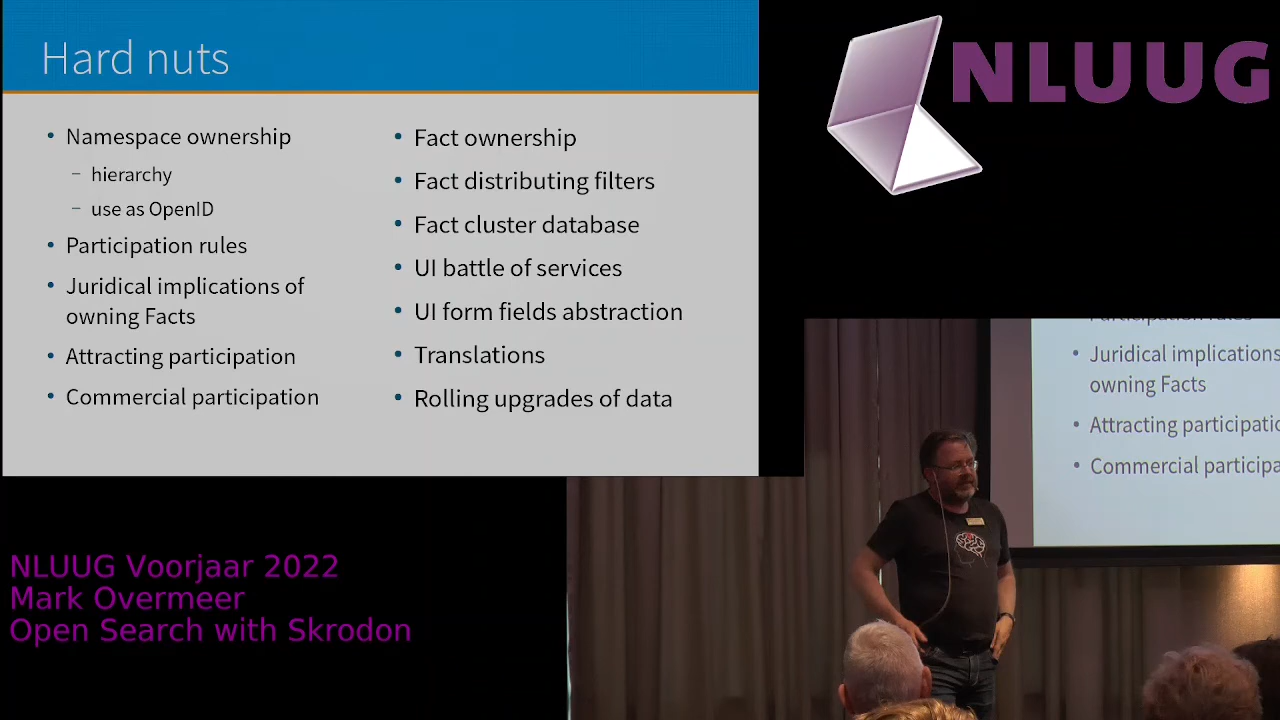 Hard nuts
• Namespace ownership
– hierarchy
– use as OpenID
• Participation rules
• Juridical implications of
owning Facts
• Attracting participation
• Commercial participation
• Fact ownership
• Fact distributing filters
• Fact cluster database
• UI battle of services
• UI form fields abstraction
• Translations
• Rolling upgrades of data
NLUUG
Participation rules
• Juridical implications
owning Facts
• Attracting participatio
• Commercial participa
NLUUG Voorjaar 2022
Mark Overmeer
Open Search with Skrodon